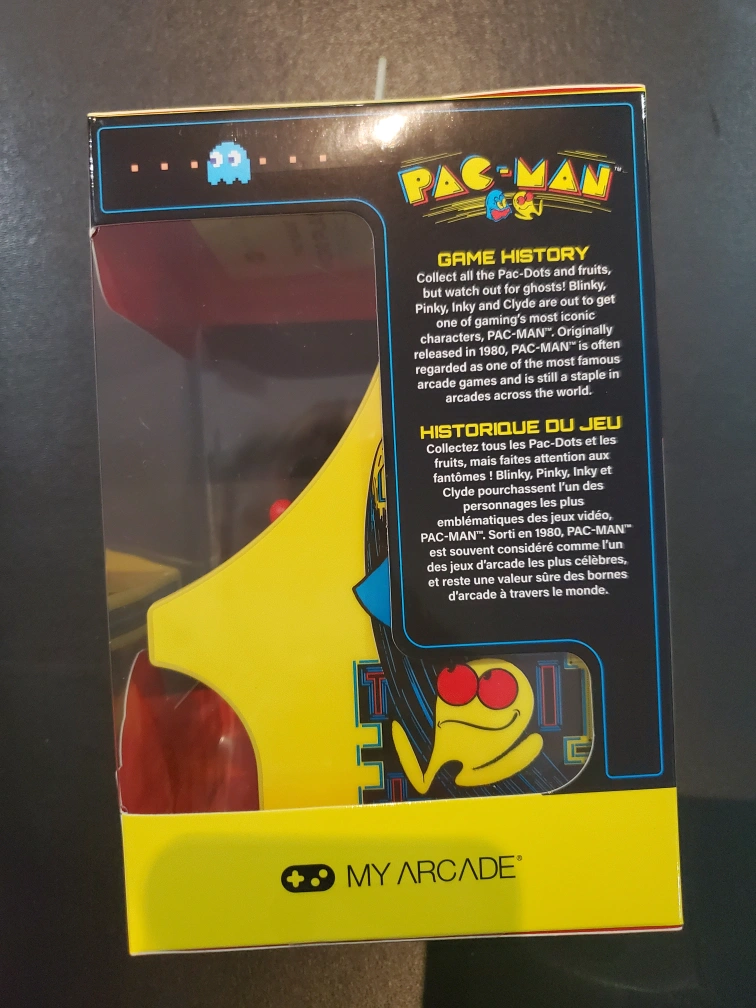 PAC-MAN™
GAME HISTORY
Collect all the Pac-Dots and fruits,
but watch out for ghosts! Blinky,
Pinky, Inky and Clyde are out to get
one of gaming's most iconic
characters, PAC-MAN™. Originally
released in 1980, PAC-MAN™ is often
regarded as one of the most famous
arcade games and is still a staple in
arcades across the world.
HISTORIQUE DU JEU
Collectez tous les Pac-Dots et les
fruits, mais faites attention aux
fantômes ! Blinky, Pinky, Inky et
Clyde pourchassent l'un des
personnages les plus
emblématiques des jeux vidéo,
PAC-MAN™. Sorti en 1980, PAC-MAN™
est souvent considéré comme l'un
des jeux d'arcade les plus célèbres,
et reste une valeur sûre des bornes
d'arcade à travers le monde.
MY ARCADE®